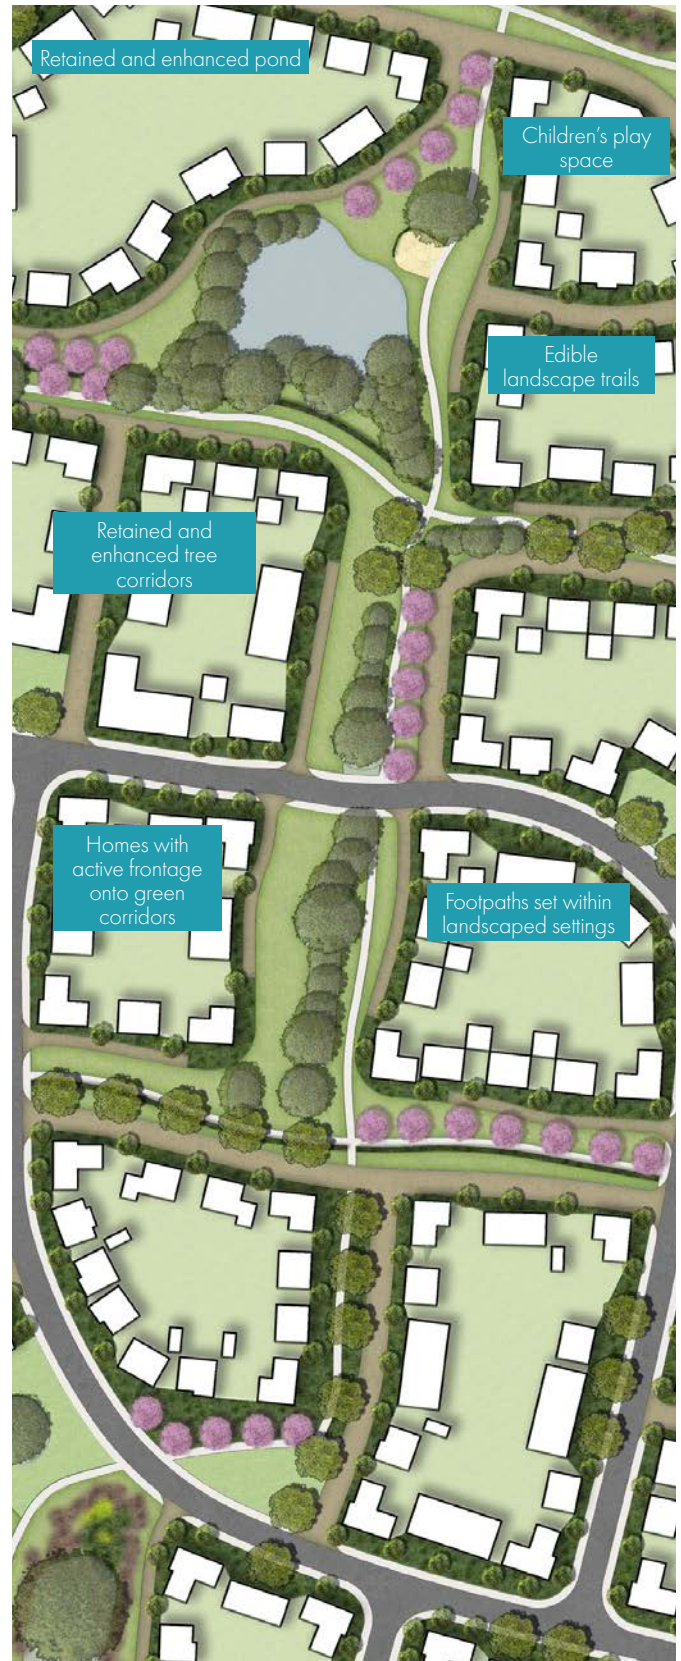 Retained and enhanced pond
Children’s play
space
Edible
landscape trails
Retained and
enhanced tree
corridors
Homes with
active frontage
onto green
corridors
Footpaths set within
landscaped settings